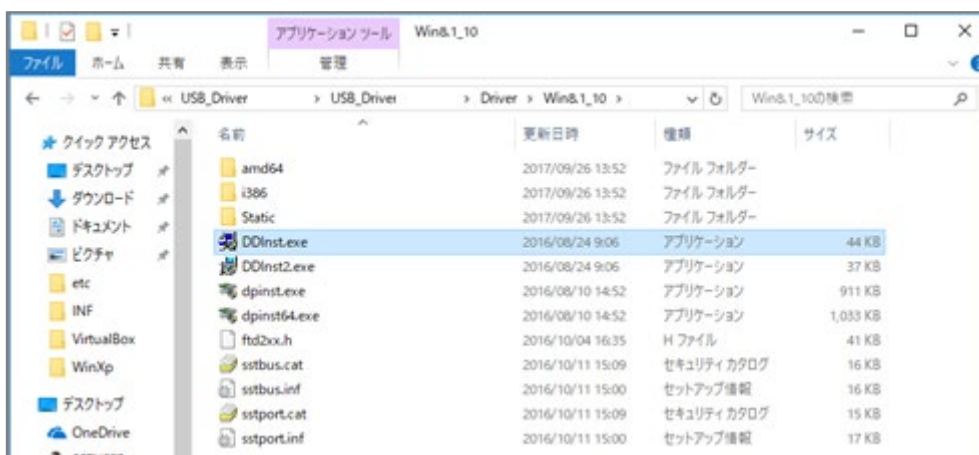 アプリケーション ツール Win8.1_10
ファイル ホーム 共有 表示 管理
« USB_Driver > USB_Driver > Driver > Win8.1_10 > Win8.1_10の検索
名前 更新日時 種類 サイズ
クイック アクセス
デスクトップ
ダウンロード
ドキュメント
ピクチャ
etc
INF
VirtualBox
WinXp
デスクトップ
OneDrive
amd64 2017/09/26 13:52 ファイル フォルダー
i386 2017/09/26 13:52 ファイル フォルダー
Static 2017/09/26 13:52 ファイル フォルダー
DDInst.exe 2016/08/24 9:06 アプリケーション 44 KB
DDInst2.exe 2016/08/24 9:06 アプリケーション 37 KB
dpinst.exe 2016/08/10 14:52 アプリケーション 911 KB
dpinst64.exe 2016/08/10 14:52 アプリケーション 1,033 KB
ftd2xx.h 2016/10/04 16:35 H ファイル 41 KB
sstbus.cat 2016/10/11 15:09 セキュリティ カタログ 16 KB
sstbus.inf 2016/10/11 15:00 セットアップ情報 16 KB
sstport.cat 2016/10/11 15:09 セキュリティ カタログ 15 KB
sstport.inf 2016/10/11 15:00 セットアップ情報 17 KB